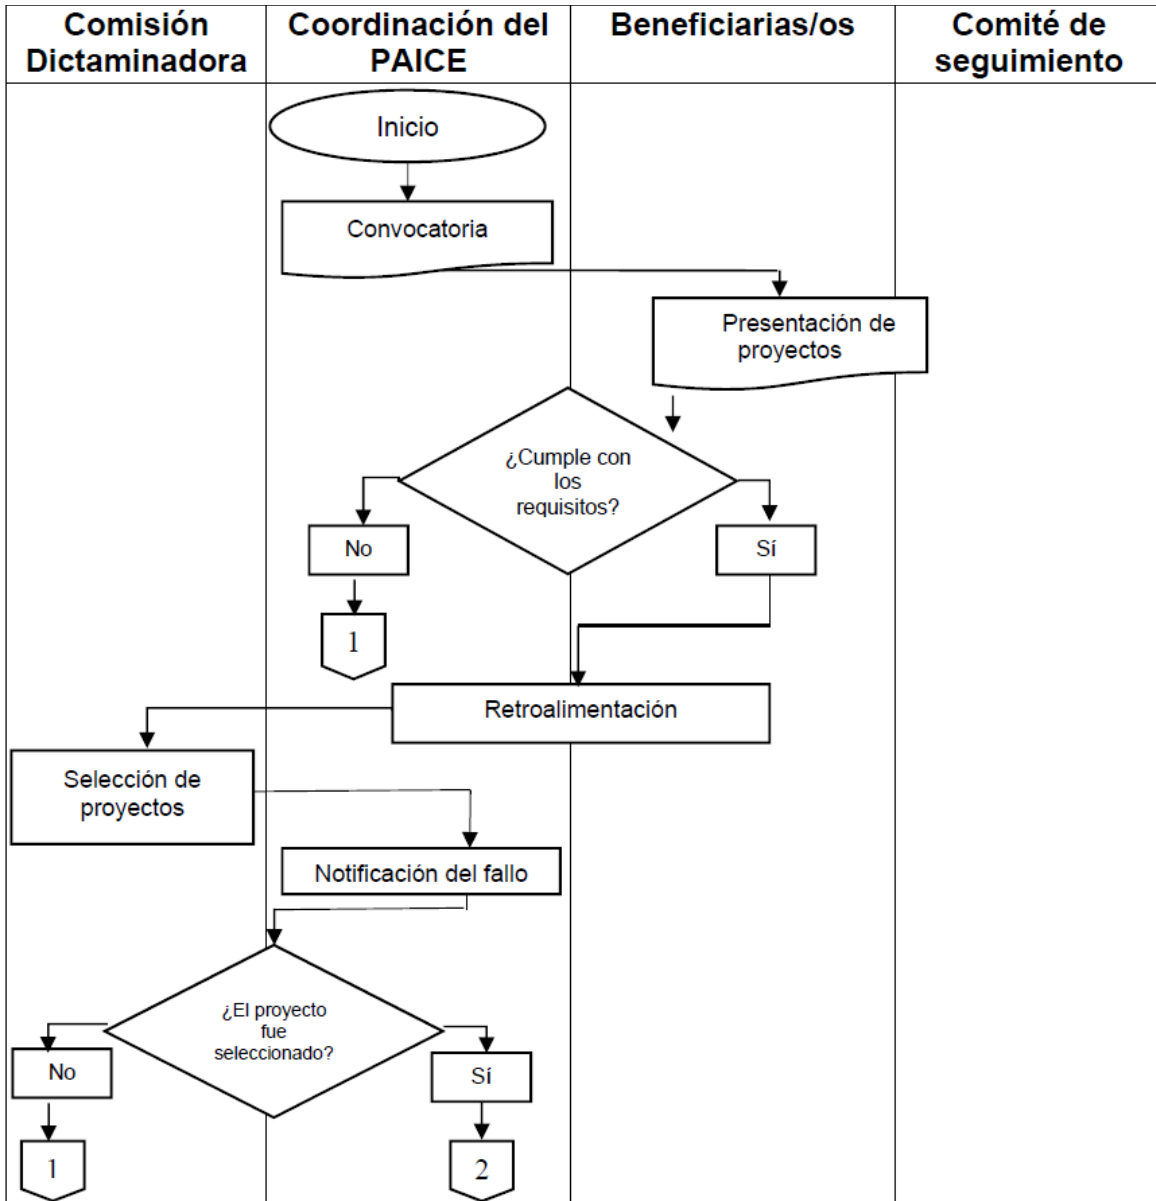 Comisión
Dictaminadora
Coordinación del
PAICE
Beneficiarias/os
Comité de
seguimiento
Inicio
Convocatoria
Presentación de
proyectos
¿Cumple con
los
requisitos?
No
Sí
1
Retroalimentación
Selección de
proyectos
Notificación del fallo
¿El proyecto
fue
seleccionado?
No
Sí
1
2